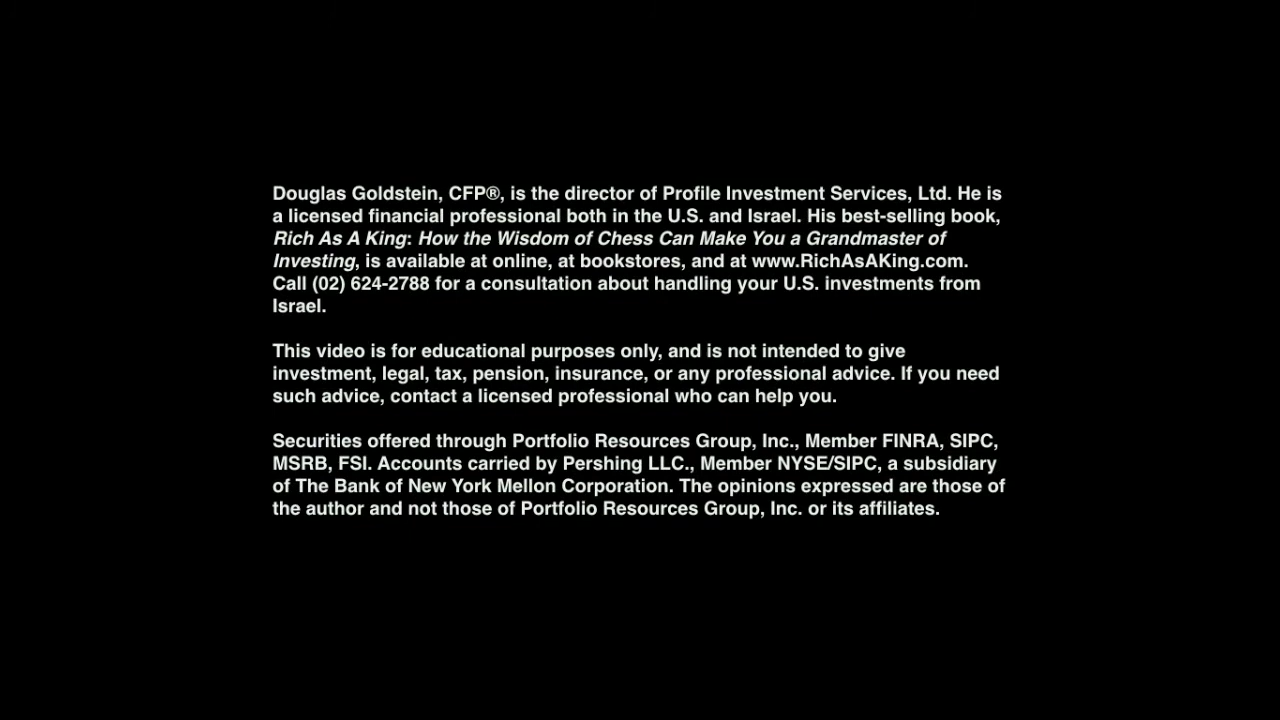 Douglas Goldstein, CFP®, is the director of Profile Investment Services, Ltd. He is
a licensed financial professional both in the U.S. and Israel. His best-selling book,
Rich As A King: How the Wisdom of Chess Can Make You a Grandmaster of
Investing, is available at online, at bookstores, and at www.RichAsAKing.com.
Call (02) 624-2788 for a consultation about handling your U.S. investments from
Israel.
This video is for educational purposes only, and is not intended to give
investment, legal, tax, pension, insurance, or any professional advice. If you need
such advice, contact a licensed professional who can help you.
Securities offered through Portfolio Resources Group, Inc., Member FINRA, SIPC,
MSRB, FSI. Accounts carried by Pershing LLC., Member NYSE/SIPC, a subsidiary
of The Bank of New York Mellon Corporation. The opinions expressed are those of
the author and not those of Portfolio Resources Group, Inc. or its affiliates.